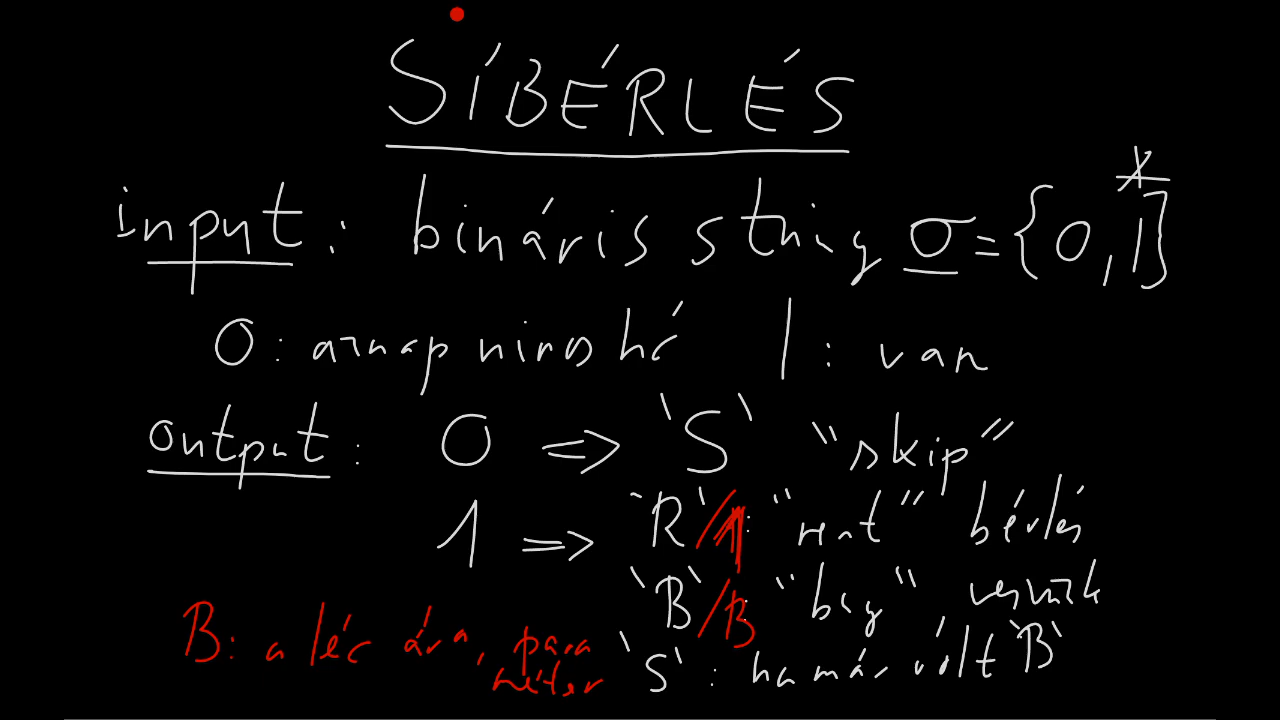 SÍBÉRLÉS
input: bináris string σ = {0,1}*
0: aznap nincs hó 1: van
output: 0 ⇒ 'S' "skip"
1 ⇒ 'R'/1: "rent" bérlés
'B'/B: "buy", veszünk
B: a léc ára, para
méter 'S': ha már volt 'B'